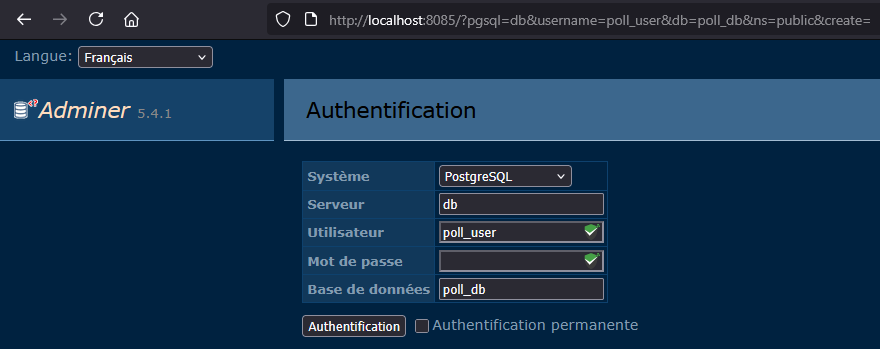 http://localhost:8085/?pgsql=db&username=poll_user&db=poll_db&ns=public&create=
Langue: Français
Adminer 5.4.1
Authentification
Système PostgreSQL
Serveur db
Utilisateur poll_user
Mot de passe
Base de données poll_db
Authentification Authentification permanente